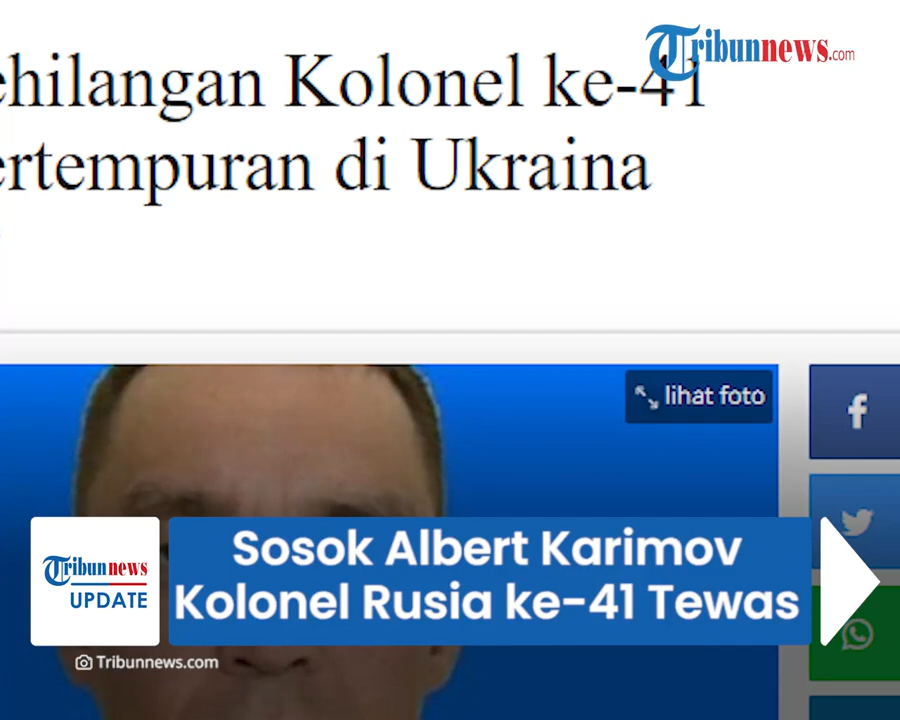 Tribunnews.com
ehilangan Kolonel ke-41
ertempuran di Ukraina
lihat foto
Tribunnews
UPDATE
Sosok Albert Karimov
Kolonel Rusia ke-41 Tewas
Tribunnews.com